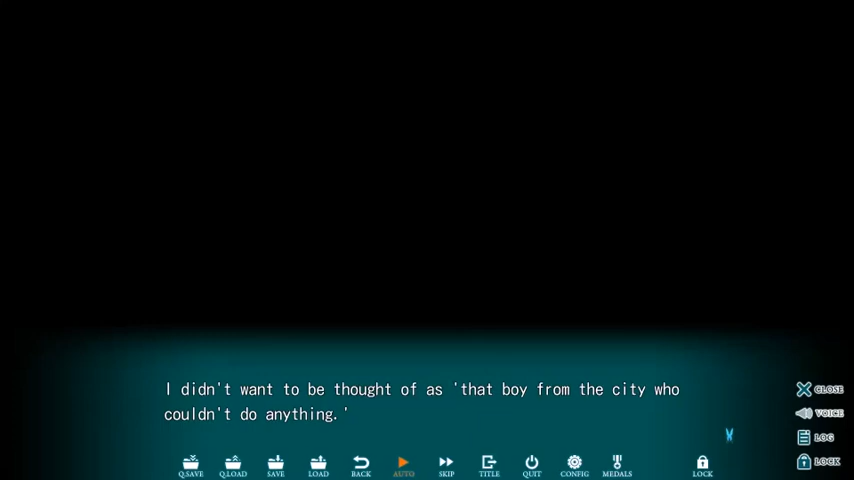 I didn't want to be thought of as 'that boy from the city who
couldn't do anything.'
CLOSE
VOICE
LOG
LOCK
Q.SAVE Q.LOAD SAVE LOAD BACK AUTO SKIP TITLE QUIT CONFIG MEDALS LOCK